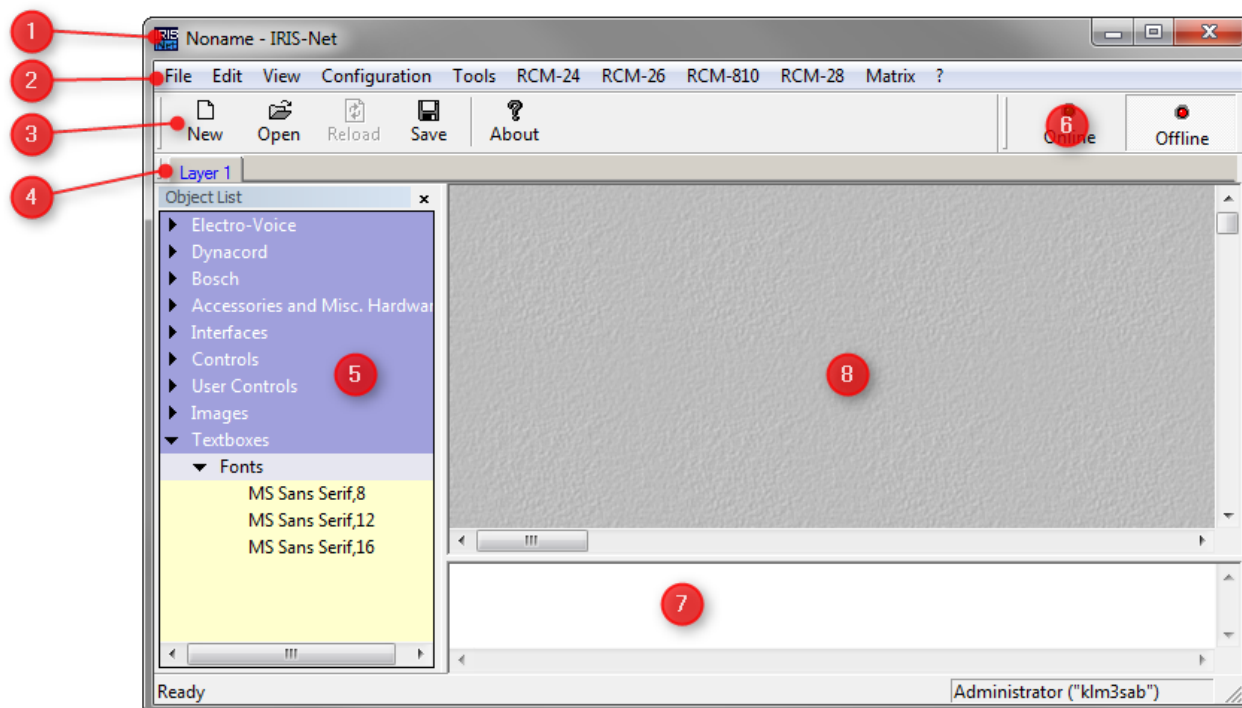 1
RIS Net Noname - IRIS-Net
2
File Edit View Configuration Tools RCM-24 RCM-26 RCM-810 RCM-28 Matrix ?
3
New Open Reload Save About
6
Online Offline
4
Layer 1
Object List
Electro-Voice
Dynacord
Bosch
Accessories and Misc. Hardwar
Interfaces
Controls
5
8
User Controls
Images
Textboxes
Fonts
MS Sans Serif,8
MS Sans Serif,12
MS Sans Serif,16
7
Ready
Administrator ("klm3sab")